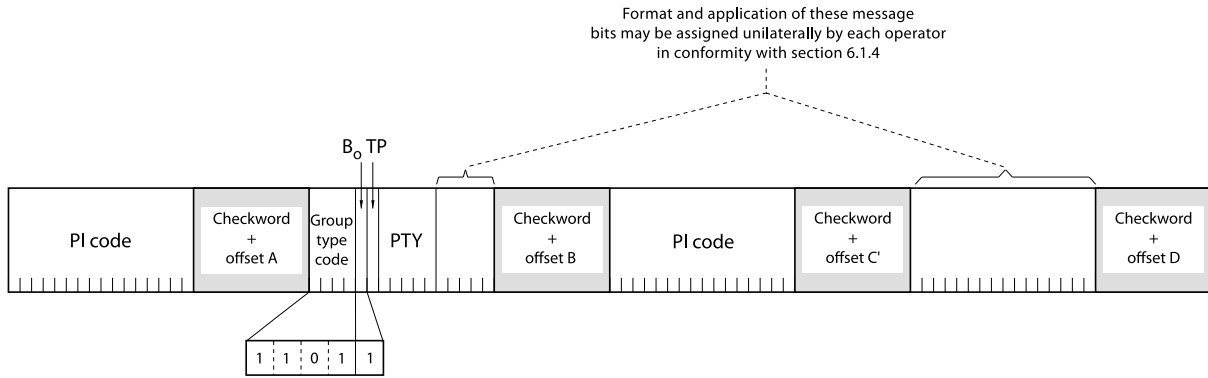 Format and application of these message
bits may be assigned unilaterally by each operator
in conformity with section 6.1.4
Bo TP
PI code
Checkword
+
offset A
Group
type
code
PTY
Checkword
+
offset B
PI code
Checkword
+
offset C'
Checkword
+
offset D
1 1 0 1 1